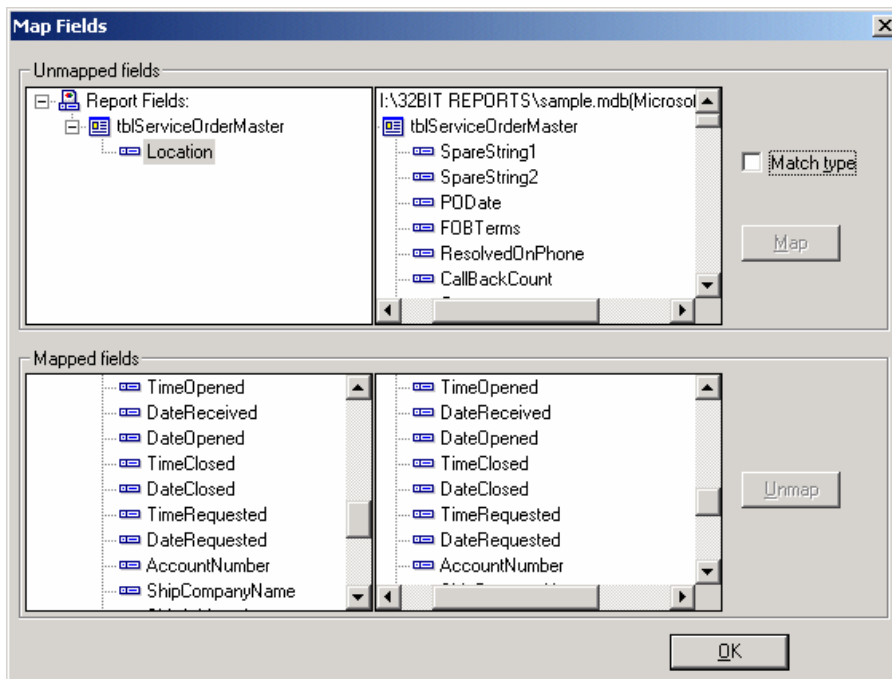 Map Fields
Unmapped fields
Report Fields:
tblServiceOrderMaster
Location
I:\32BIT REPORTS\sample.mdb(Microsof
tblServiceOrderMaster
SpareString1
SpareString2
PODate
FOBTerms
ResolvedOnPhone
CallBackCount
Match type
Map
Mapped fields
TimeOpened
DateReceived
DateOpened
TimeClosed
DateClosed
TimeRequested
DateRequested
AccountNumber
ShipCompanyName
TimeOpened
DateReceived
DateOpened
TimeClosed
DateClosed
TimeRequested
DateRequested
AccountNumber
Unmap
OK